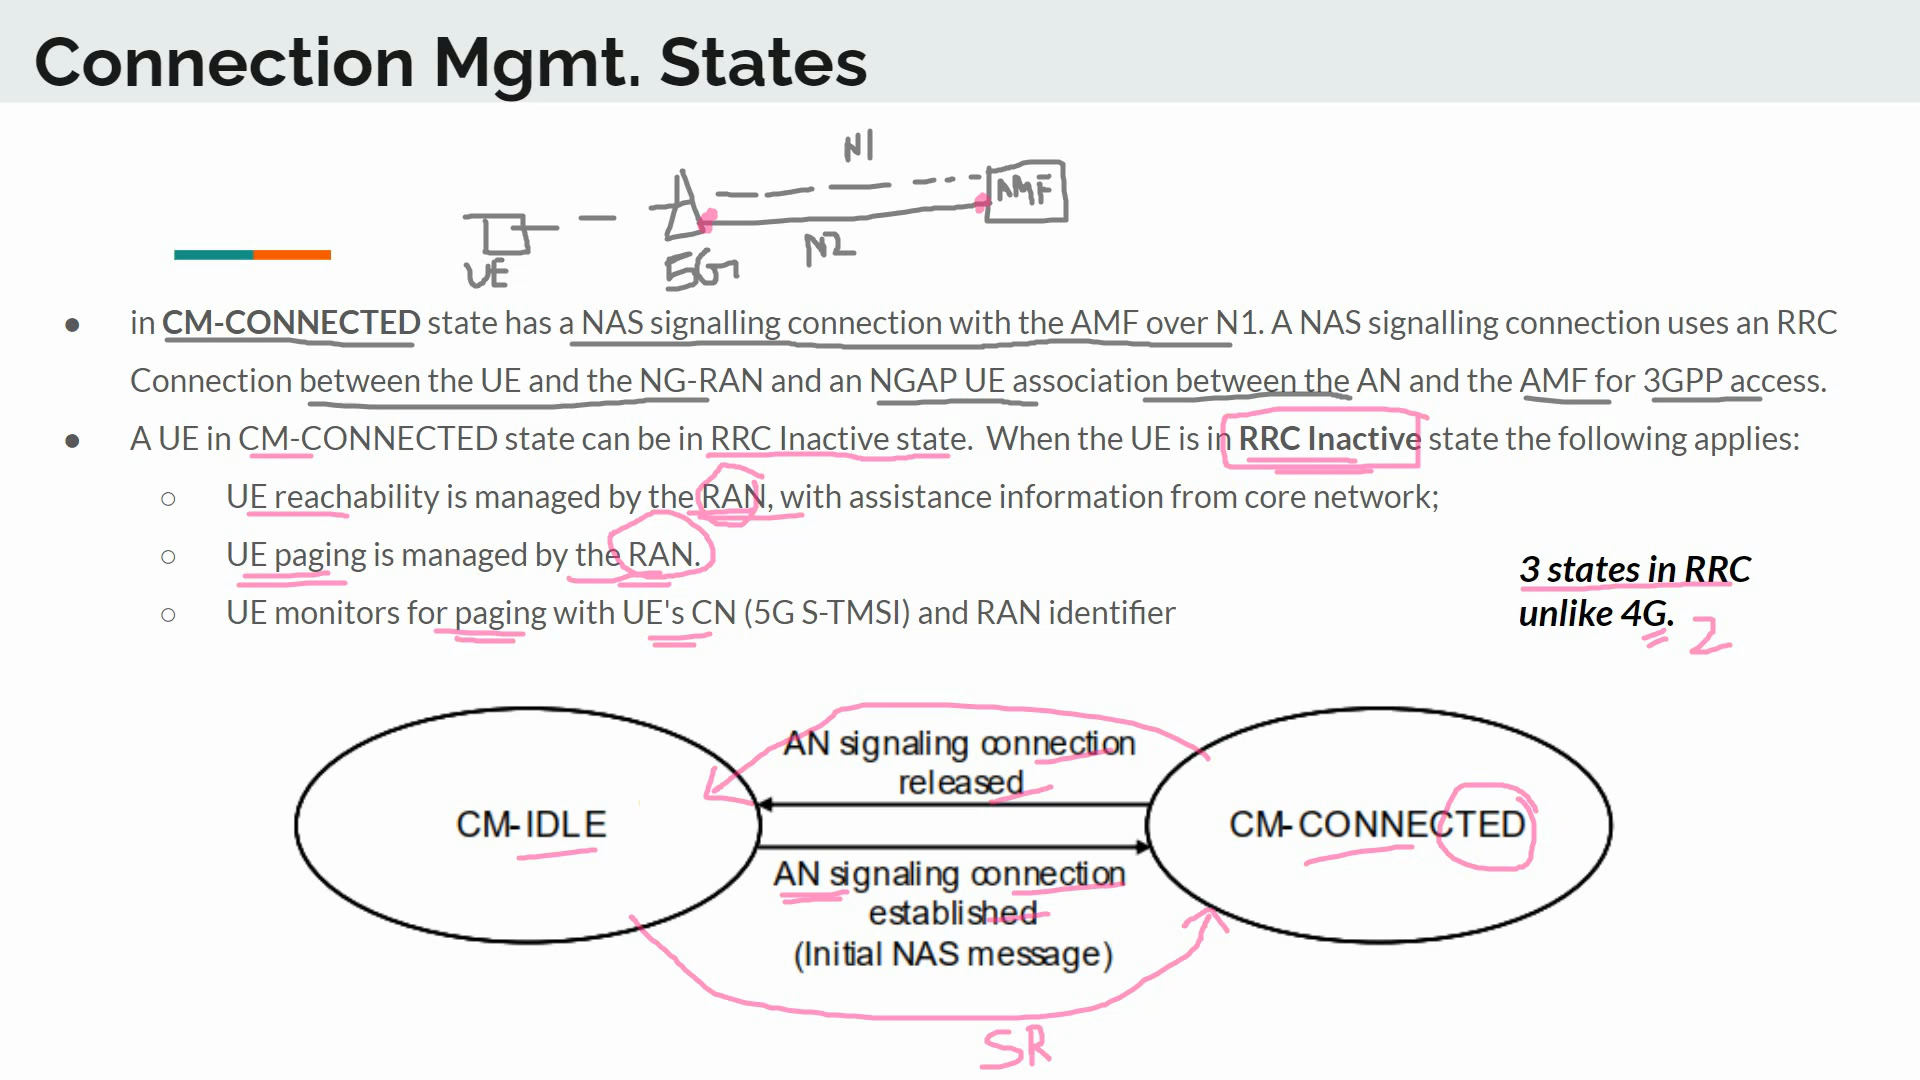 Connection Mgmt. States
N1
AMF
N2
UE
5G
● in CM-CONNECTED state has a NAS signalling connection with the AMF over N1. A NAS signalling connection uses an RRC
Connection between the UE and the NG-RAN and an NGAP UE association between the AN and the AMF for 3GPP access.
● A UE in CM-CONNECTED state can be in RRC Inactive state. When the UE is in RRC Inactive state the following applies:
○ UE reachability is managed by the RAN, with assistance information from core network;
○ UE paging is managed by the RAN.
○ UE monitors for paging with UE's CN (5G S-TMSI) and RAN identifier
3 states in RRC
unlike 4G. 2
AN signaling connection
released
CM-IDLE
CM-CONNECTED
AN signaling connection
established
(Initial NAS message)
SR